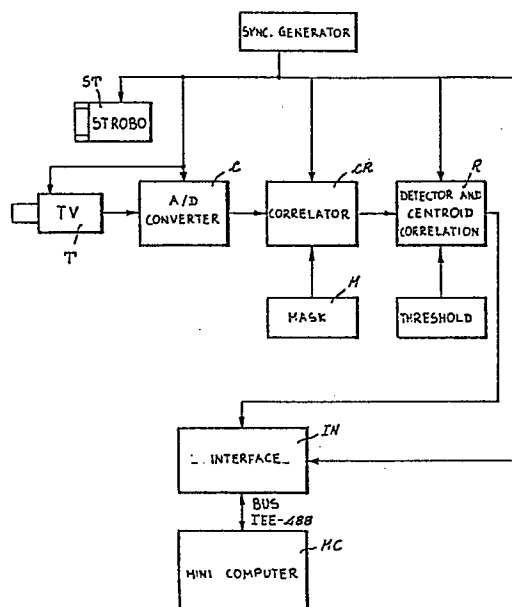 SYNC. GENERATOR
ST
STROBO
C
CR
R
TV
A/D
CONVERTER
CORRELATOR
DETECTOR AND
CENTROID
CORRELATION
T
M
MASK
THRESHOLD
IN
INTERFACE
BUS
IEE-488
MC
MINI COMPUTER